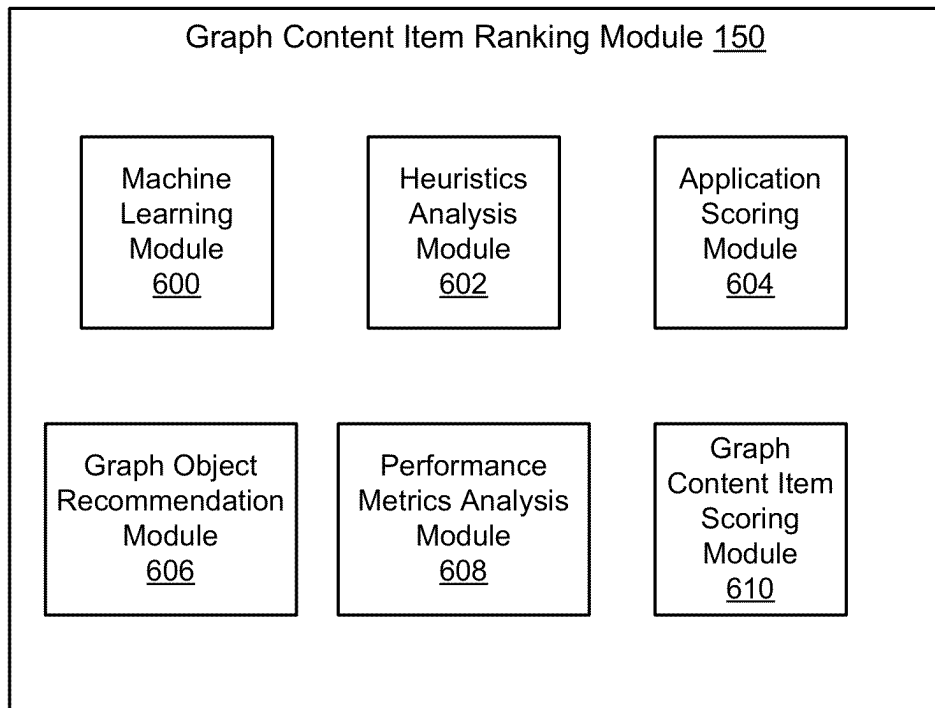 Graph Content Item Ranking Module 150
Machine
Learning
Module
600
Heuristics
Analysis
Module
602
Application
Scoring
Module
604
Graph Object
Recommendation
Module
606
Performance
Metrics Analysis
Module
608
Graph
Content Item
Scoring
Module
610